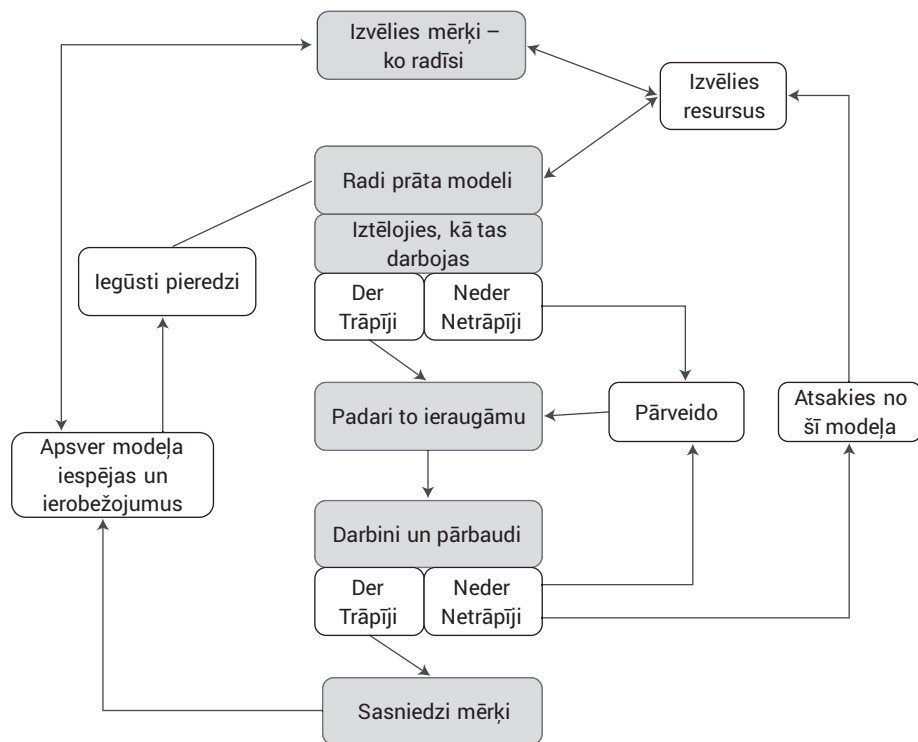 Izvēlies mērķi –
ko radīsi
Izvēlies
resursus
Radi prāta modeli
Iztēlojies, kā tas
darbojas
Iegūsti pieredzi
Der
Trāpīji
Neder
Netrāpīji
Padari to ieraugāmu
Pārveido
Atsakies no
šī modeļa
Apsver modeļa
iespējas un
ierobežojumus
Darbini un pārbaudi
Der
Trāpīji
Neder
Netrāpīji
Sasniedzi mērķi